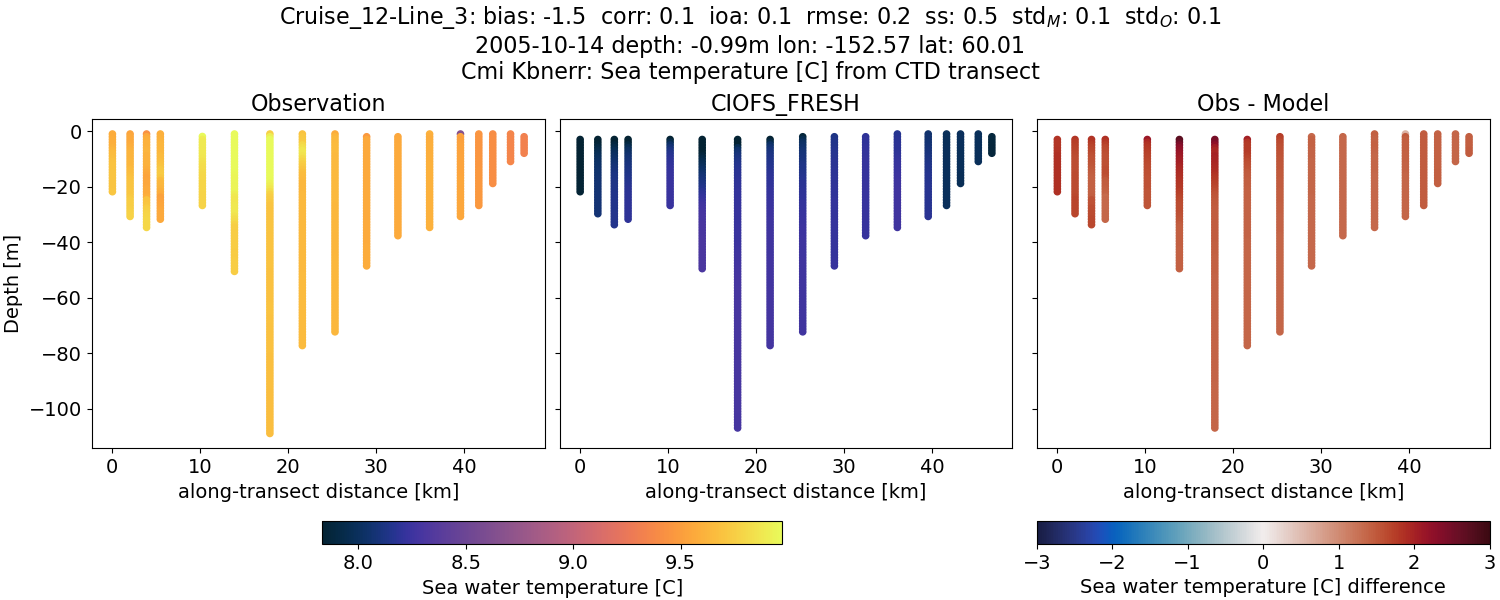 Cruise_12-Line_3: bias: -1.5 corr: 0.1 ioa: 0.1 rmse: 0.2 ss: 0.5 std_M: 0.1 std_O: 0.1
2005-10-14 depth: -0.99m lon: -152.57 lat: 60.01
Cmi Kbnerr: Sea temperature [C] from CTD transect
Observation
CIOFS_FRESH
Obs - Model
Depth [m]
0
−20
−40
−60
−80
−100
0 10 20 30 40
0 10 20 30 40
0 10 20 30 40
along-transect distance [km]
along-transect distance [km]
along-transect distance [km]
8.0 8.5 9.0 9.5
Sea water temperature [C]
−3 −2 −1 0 1 2 3
Sea water temperature [C] difference